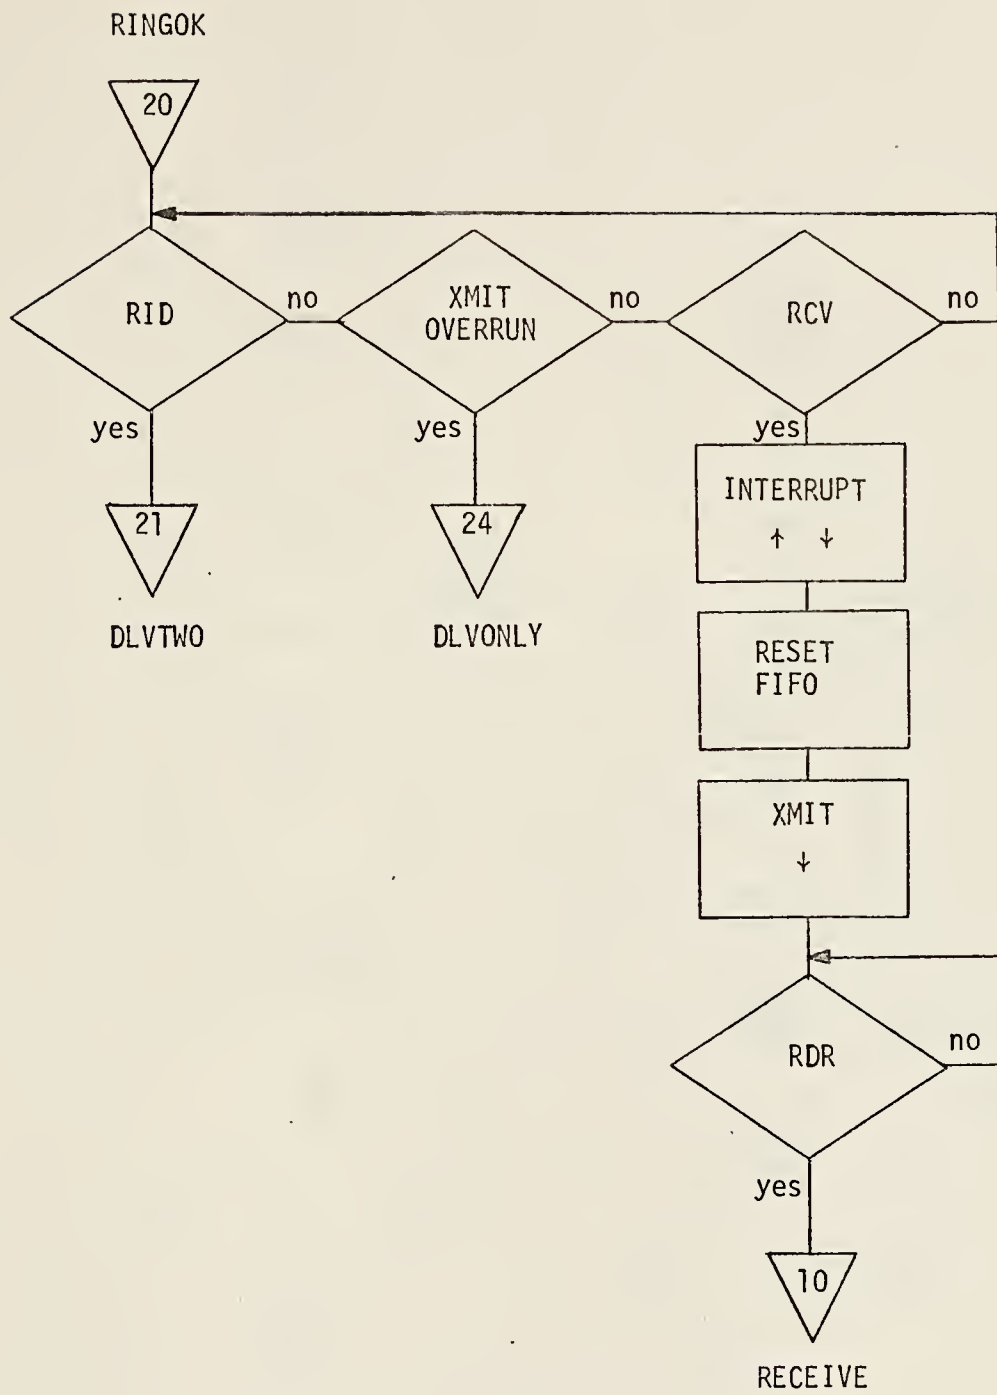 RINGOK
20
RID
no
XMIT
OVERRUN
no
RCV
no
yes
yes
yes
21
24
INTERRUPT
↑ ↓
DLVTWO
DLVONLY
RESET
FIFO
XMIT
↓
RDR
no
yes
10
RECEIVE